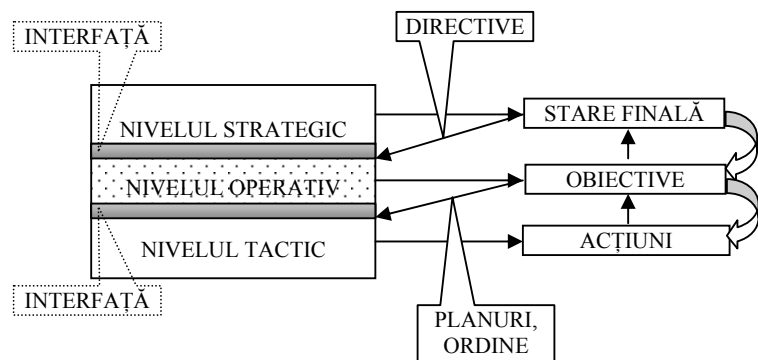 INTERFAȚĂ
DIRECTIVE
NIVELUL STRATEGIC
STARE FINALĂ
NIVELUL OPERATIV
OBIECTIVE
NIVELUL TACTIC
ACȚIUNI
INTERFAȚĂ
PLANURI,
ORDINE